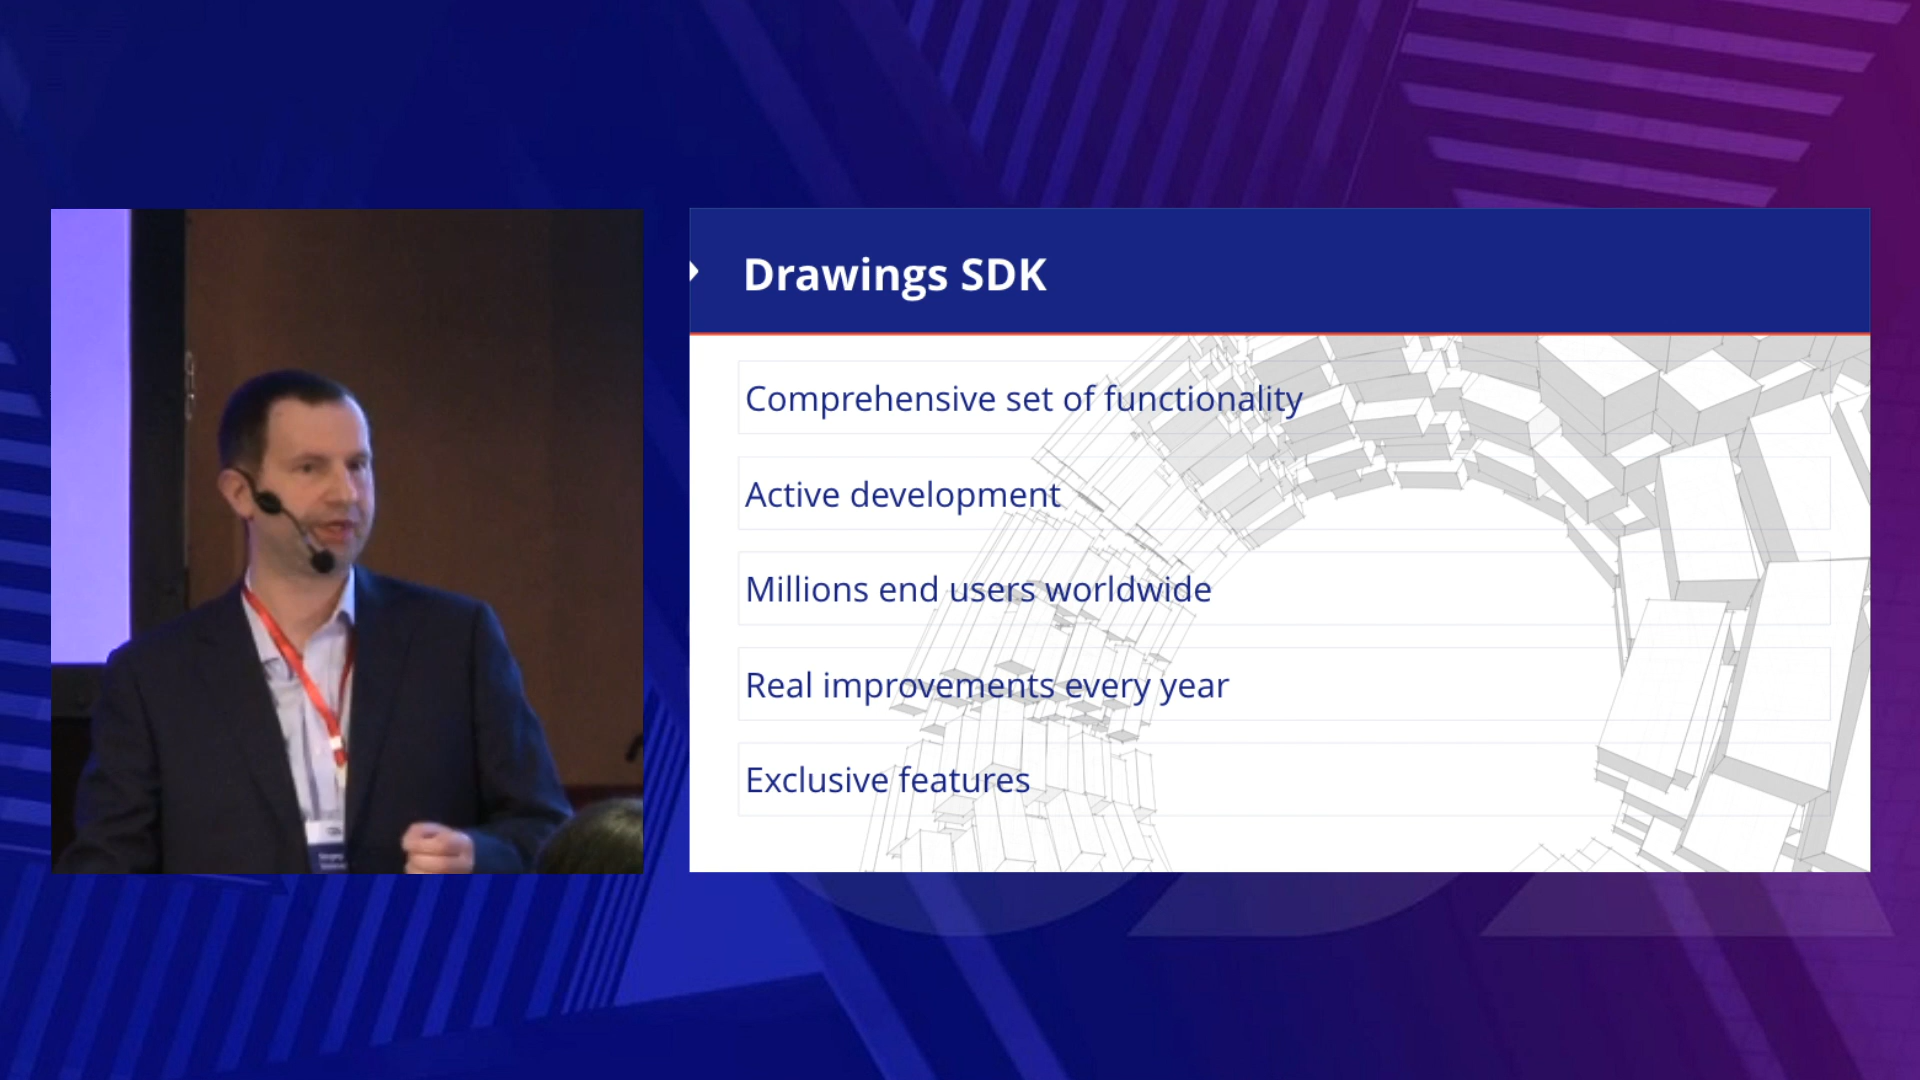 Drawings SDK
Comprehensive set of functionality
Active development
Millions end users worldwide
Real improvements every year
Exclusive features